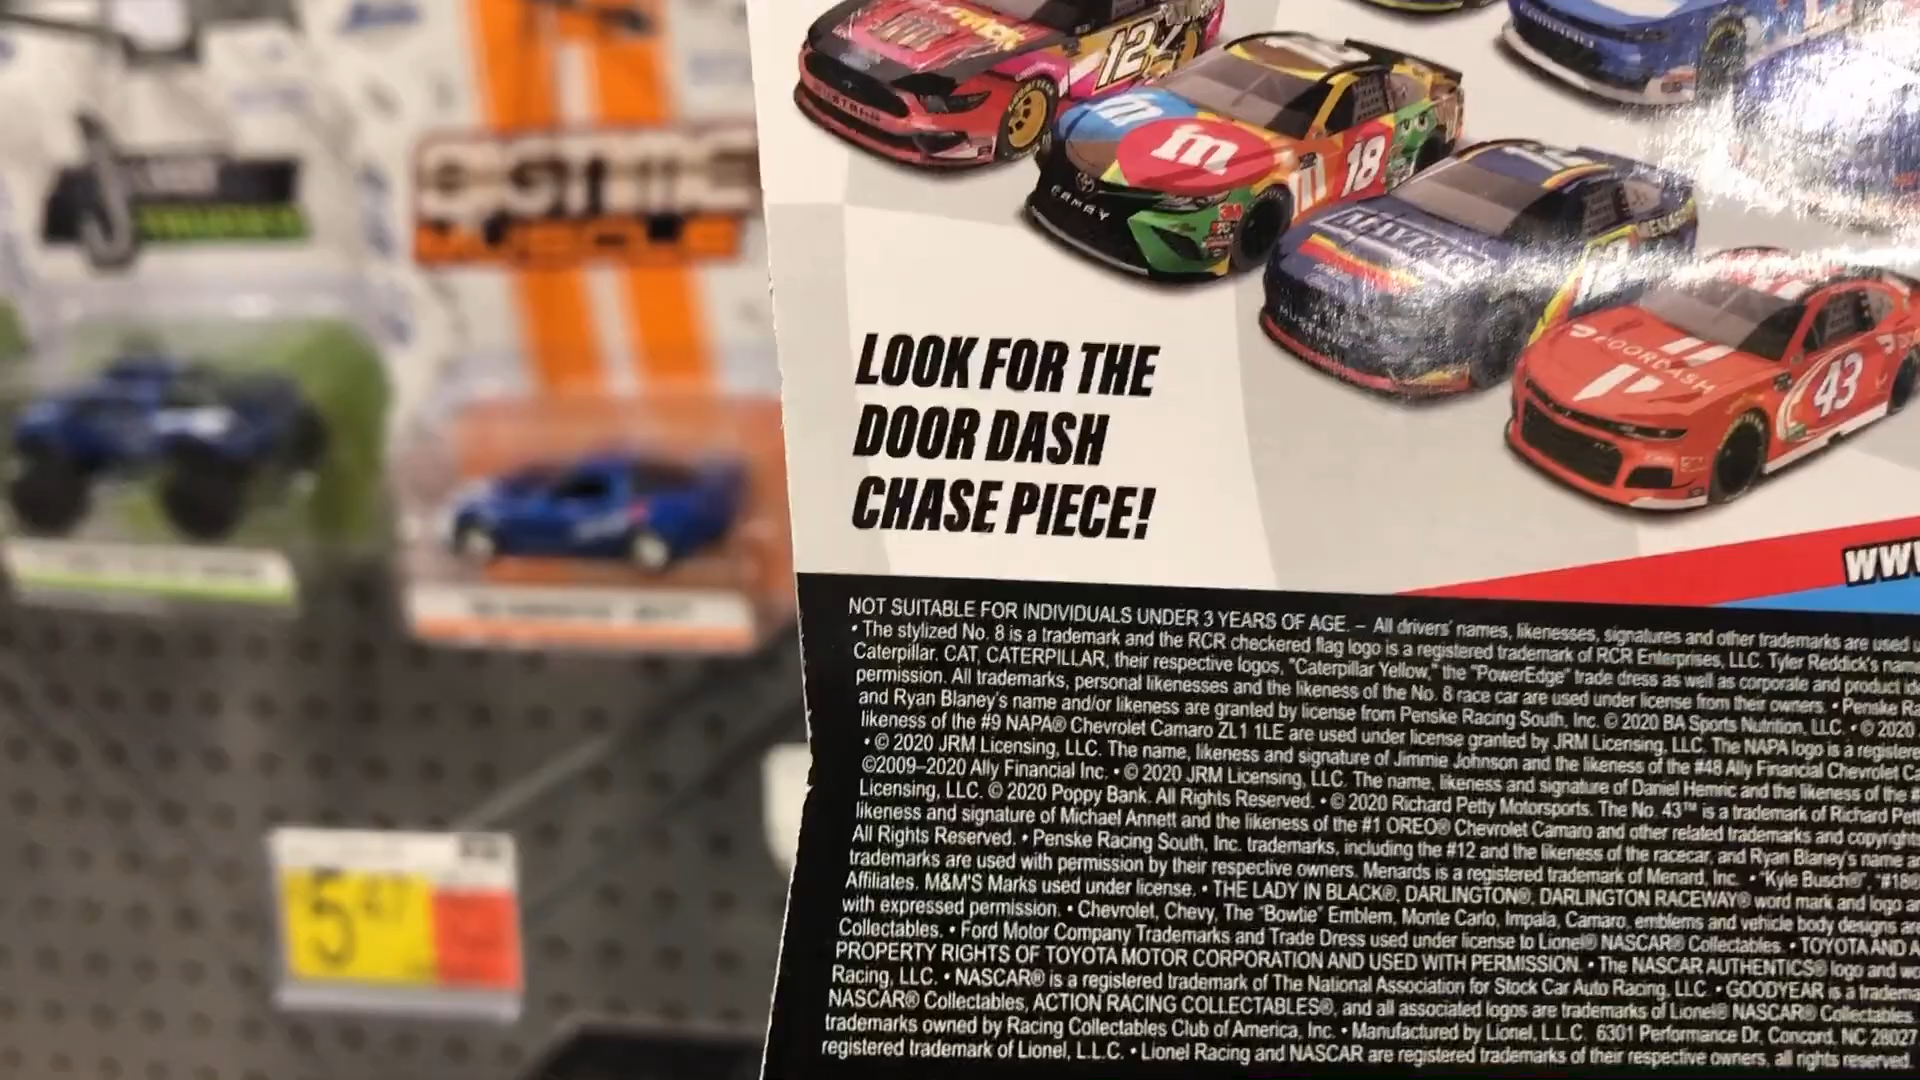 12
m
m
m
18
CAMRY
DOORDASH
43
LOOK FOR THE
DOOR DASH
CHASE PIECE!
WWW
NOT SUITABLE FOR INDIVIDUALS UNDER 3 YEARS OF AGE. – All drivers' names, likenesses, signatures and other trademarks are used
• The stylized No. 8 is a trademark and the RCR checkered flag logo is a registered trademark of RCR Enterprises, LLC. Tyler Reddick's name
Caterpillar. CAT, CATERPILLAR, their respective logos, "Caterpillar Yellow," the "PowerEdge" trade dress as well as corporate and product
permission. All trademarks, personal likenesses and the likeness of the No. 8 race car are used under license from their owners. • Penske
and Ryan Blaney's name and/or likeness are granted by license from Penske Racing South, Inc. © 2020 BA Sports Nutrition, LLC. • © 2020
likeness of the #9 NAPA® Chevrolet Camaro ZL1 1LE are used under license granted by JRM Licensing, LLC. The NAPA logo is a
• © 2020 JRM Licensing, LLC. The name, likeness and signature of Jimmie Johnson and the likeness of the #48 Ally Financial Chevrolet
©2009–2020 Ally Financial Inc. • © 2020 JRM Licensing, LLC. The name, likeness and signature of Daniel Hemric and the likeness of the
Licensing, LLC. © 2020 Poppy Bank. All Rights Reserved. • © 2020 Richard Petty Motorsports. The No. 43™ is a trademark of Richard
likeness and signature of Michael Annett and the likeness of the #1 OREO® Chevrolet Camaro and other related trademarks and copyrights
All Rights Reserved. • Penske Racing South, Inc. trademarks, including the #12 and the likeness of the racecar, and Ryan Blaney's name
trademarks are used with permission by their respective owners. Menards is a registered trademark of Menard, Inc. • "Kyle Busch®", "#18®
Affiliates. M&M'S Marks used under license. • THE LADY IN BLACK®, DARLINGTON®, DARLINGTON RACEWAY® word mark and logo
with expressed permission. • Chevrolet, Chevy, The "Bowtie" Emblem, Monte Carlo, Impala, Camaro, emblems and vehicle body designs are
Collectables. • Ford Motor Company Trademarks and Trade Dress used under license to Lionel® NASCAR® Collectables. • TOYOTA AND
PROPERTY RIGHTS OF TOYOTA MOTOR CORPORATION AND USED WITH PERMISSION. • The NASCAR AUTHENTICS® logo and
Racing, LLC. • NASCAR® is a registered trademark of The National Association for Stock Car Auto Racing, LLC • GOODYEAR is a
NASCAR® Collectables, ACTION RACING COLLECTABLES®, and all associated logos are trademarks of Lionel® NASCAR® Collectables.
trademarks owned by Racing Collectables Club of America, Inc. • Manufactured by Lionel, L.L.C. 6301 Performance Dr, Concord, NC 28027
registered trademark of Lionel, L.L.C. • Lionel Racing and NASCAR are registered trademarks of their respective owners, all rights reserved.